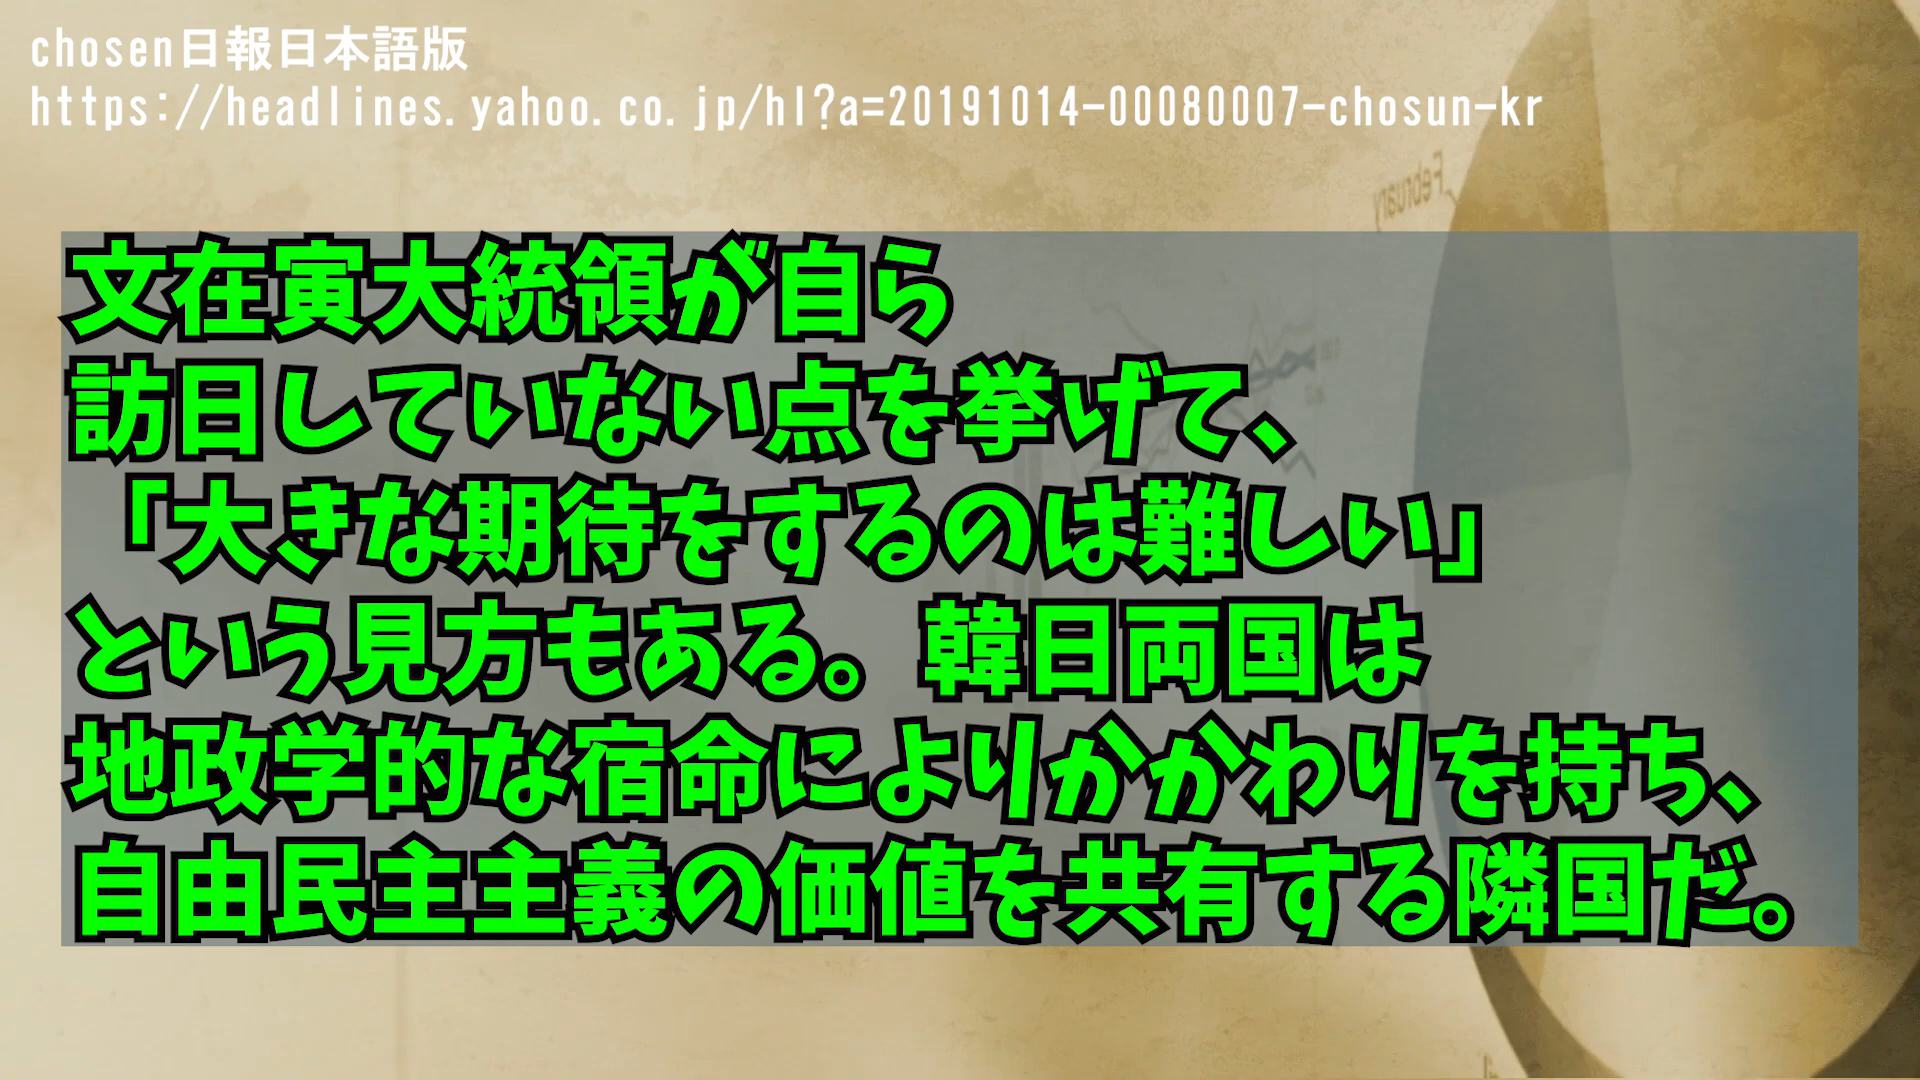 chosen日報日本語版
https://headlines.yahoo.co.jp/hl?a=20191014-00080007-chosun-kr
February
文在寅大統領が自ら
訪日していない点を挙げて、
「大きな期待をするのは難しい」
という見方もある。韓日両国は
地政学的な宿命によりかかわりを持ち、
自由民主主義の価値を共有する隣国だ。